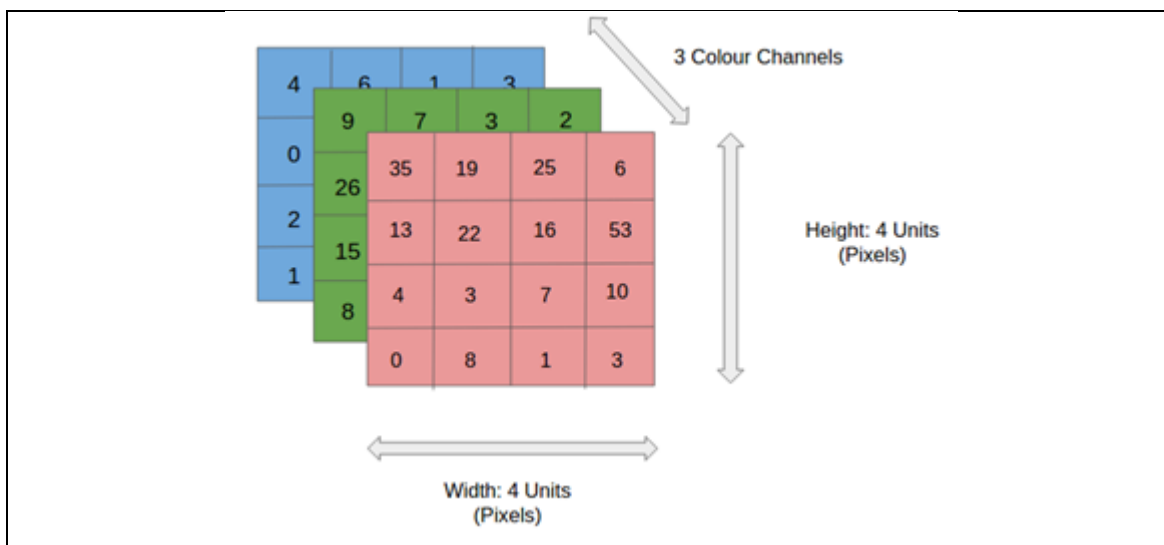 3 Colour Channels
4 6 1 3
9 7 3 2
0
35 19 25 6
26
13 22 16 53
Height: 4 Units
(Pixels)
2
15
4 3 7 10
1
8
0 8 1 3
Width: 4 Units
(Pixels)